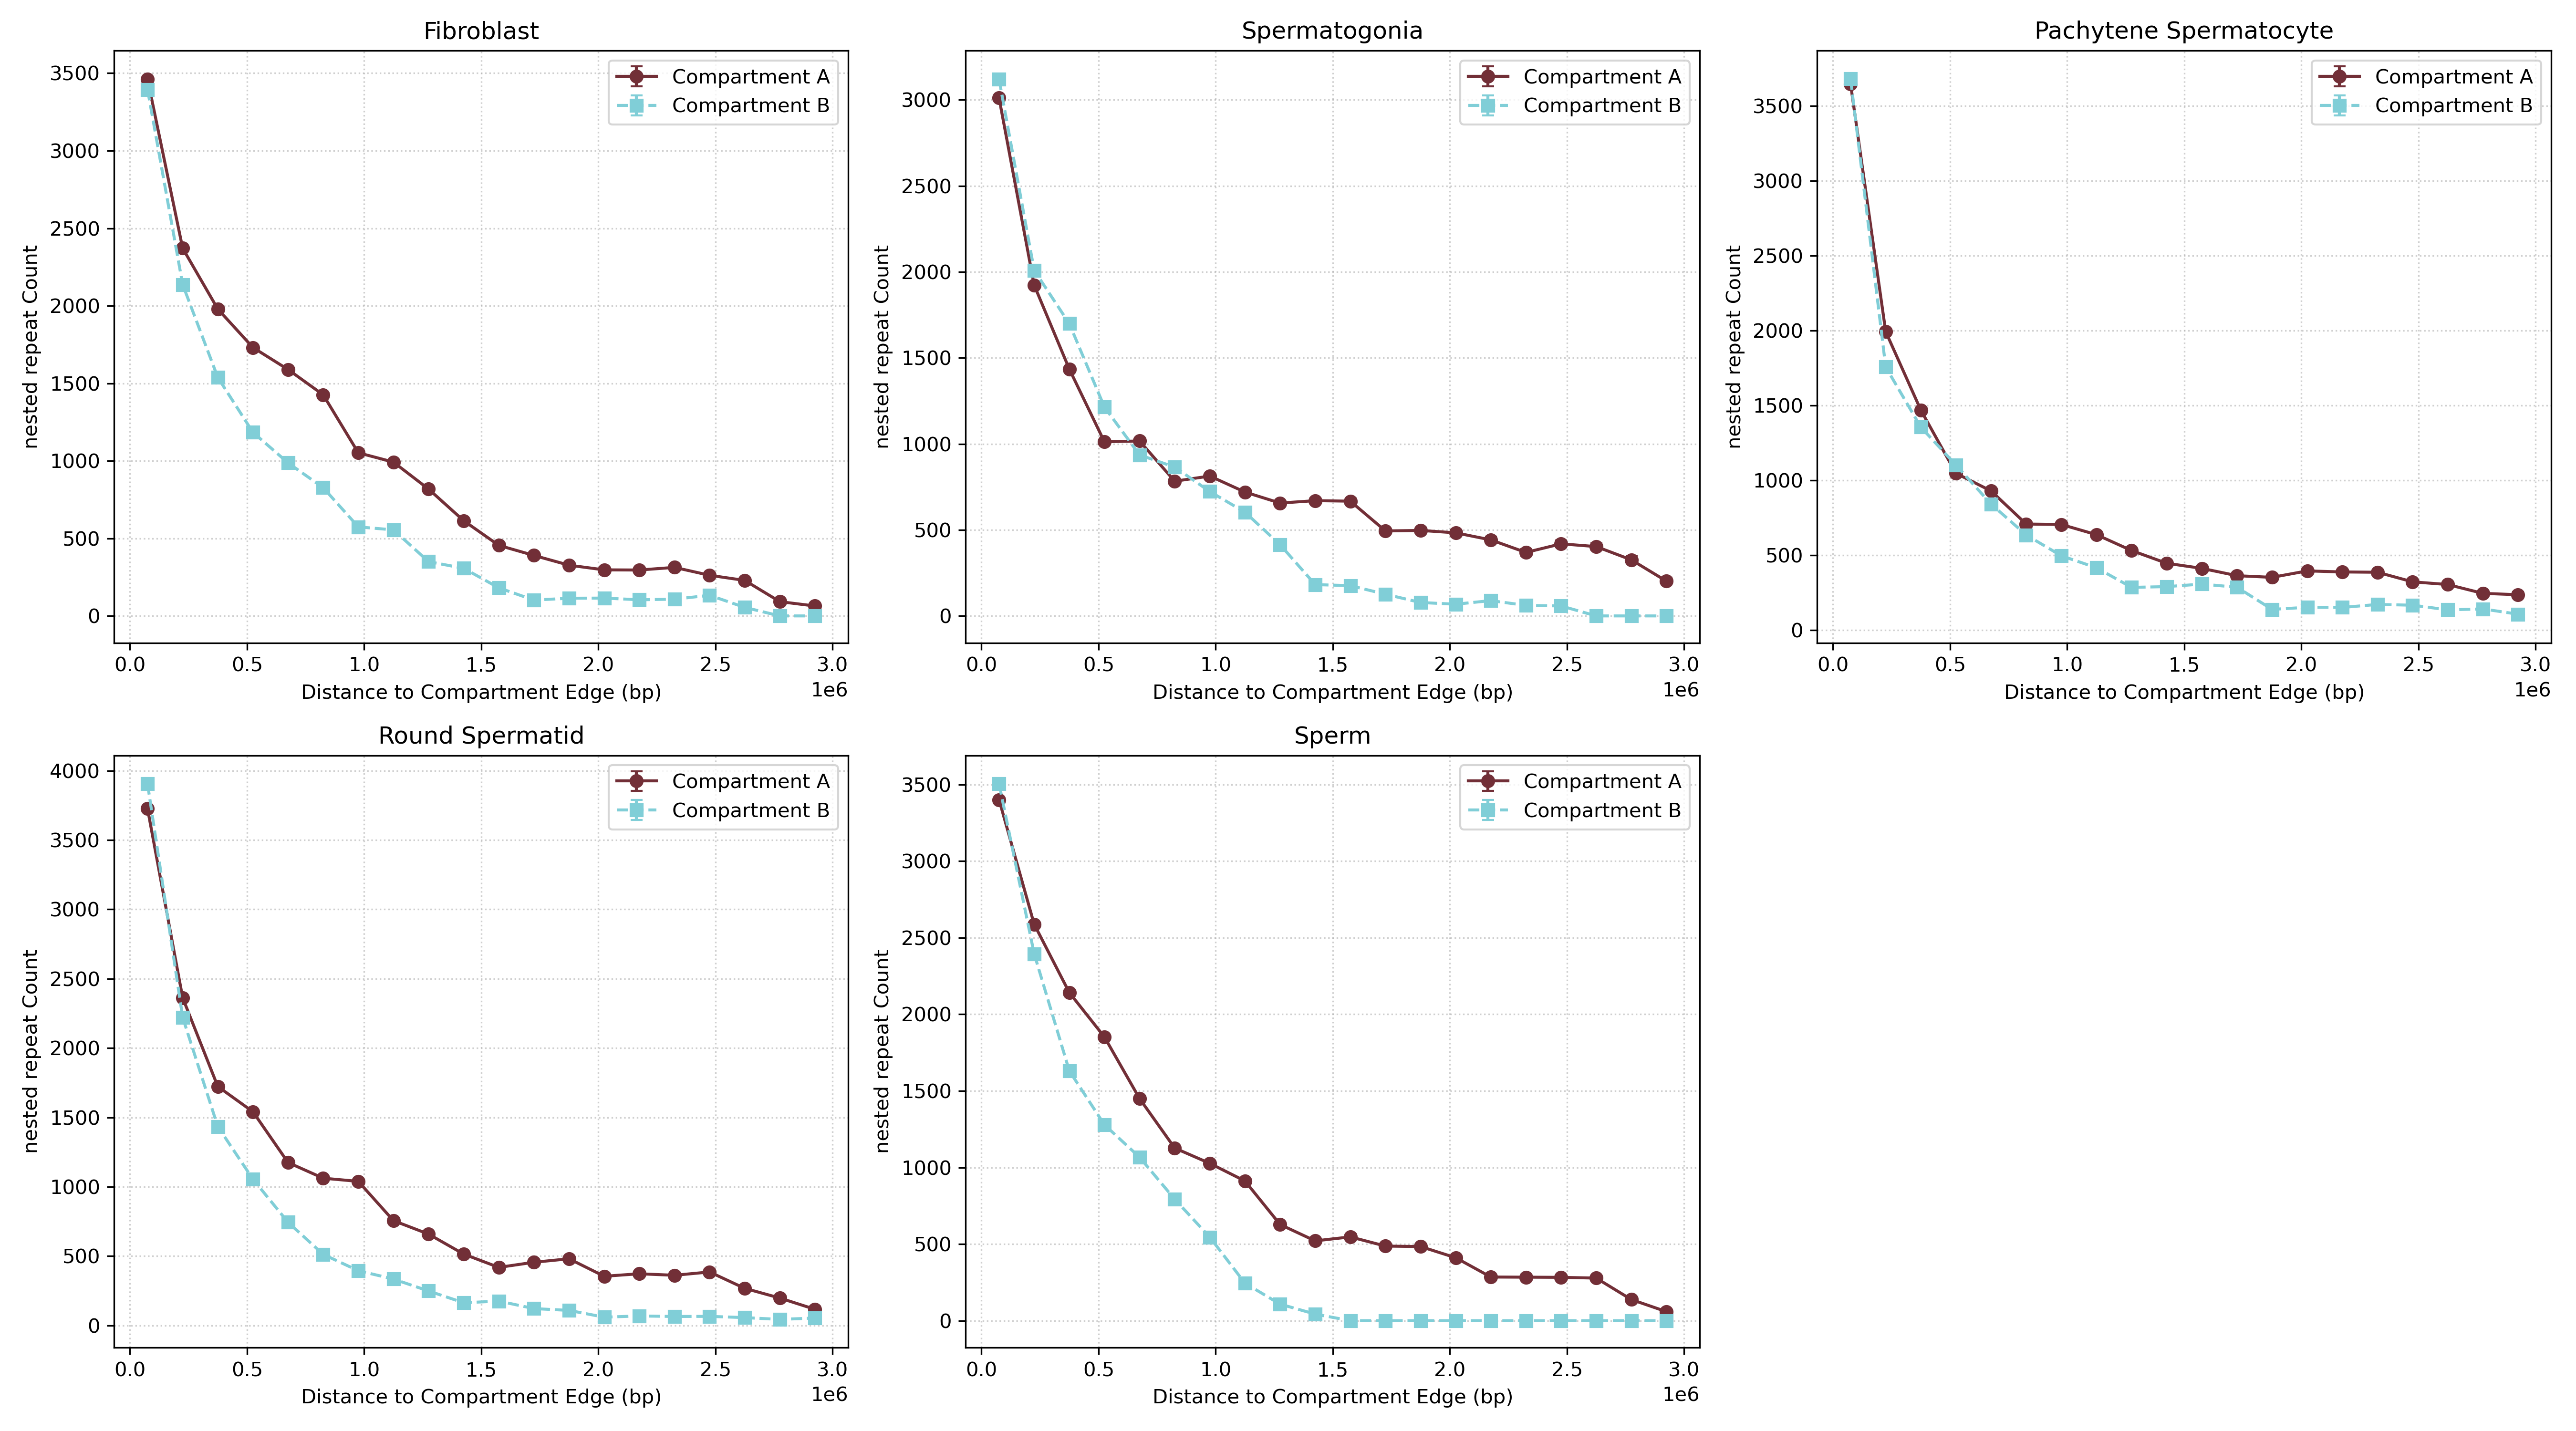 Fibroblast
3500
3000
2500
2000
1500
1000
500
0
nested repeat Count
Compartment A
Compartment B
0.0 0.5 1.0 1.5 2.0 2.5 3.0
1e6
Distance to Compartment Edge (bp)
Spermatogonia
3000
2500
2000
1500
1000
500
0
nested repeat Count
Compartment A
Compartment B
0.0 0.5 1.0 1.5 2.0 2.5 3.0
1e6
Distance to Compartment Edge (bp)
Pachytene Spermatocyte
3500
3000
2500
2000
1500
1000
500
0
nested repeat Count
Compartment A
Compartment B
0.0 0.5 1.0 1.5 2.0 2.5 3.0
1e6
Distance to Compartment Edge (bp)
Round Spermatid
4000
3500
3000
2500
2000
1500
1000
500
0
nested repeat Count
Compartment A
Compartment B
0.0 0.5 1.0 1.5 2.0 2.5 3.0
1e6
Distance to Compartment Edge (bp)
Sperm
3500
3000
2500
2000
1500
1000
500
0
nested repeat Count
Compartment A
Compartment B
0.0 0.5 1.0 1.5 2.0 2.5 3.0
1e6
Distance to Compartment Edge (bp)